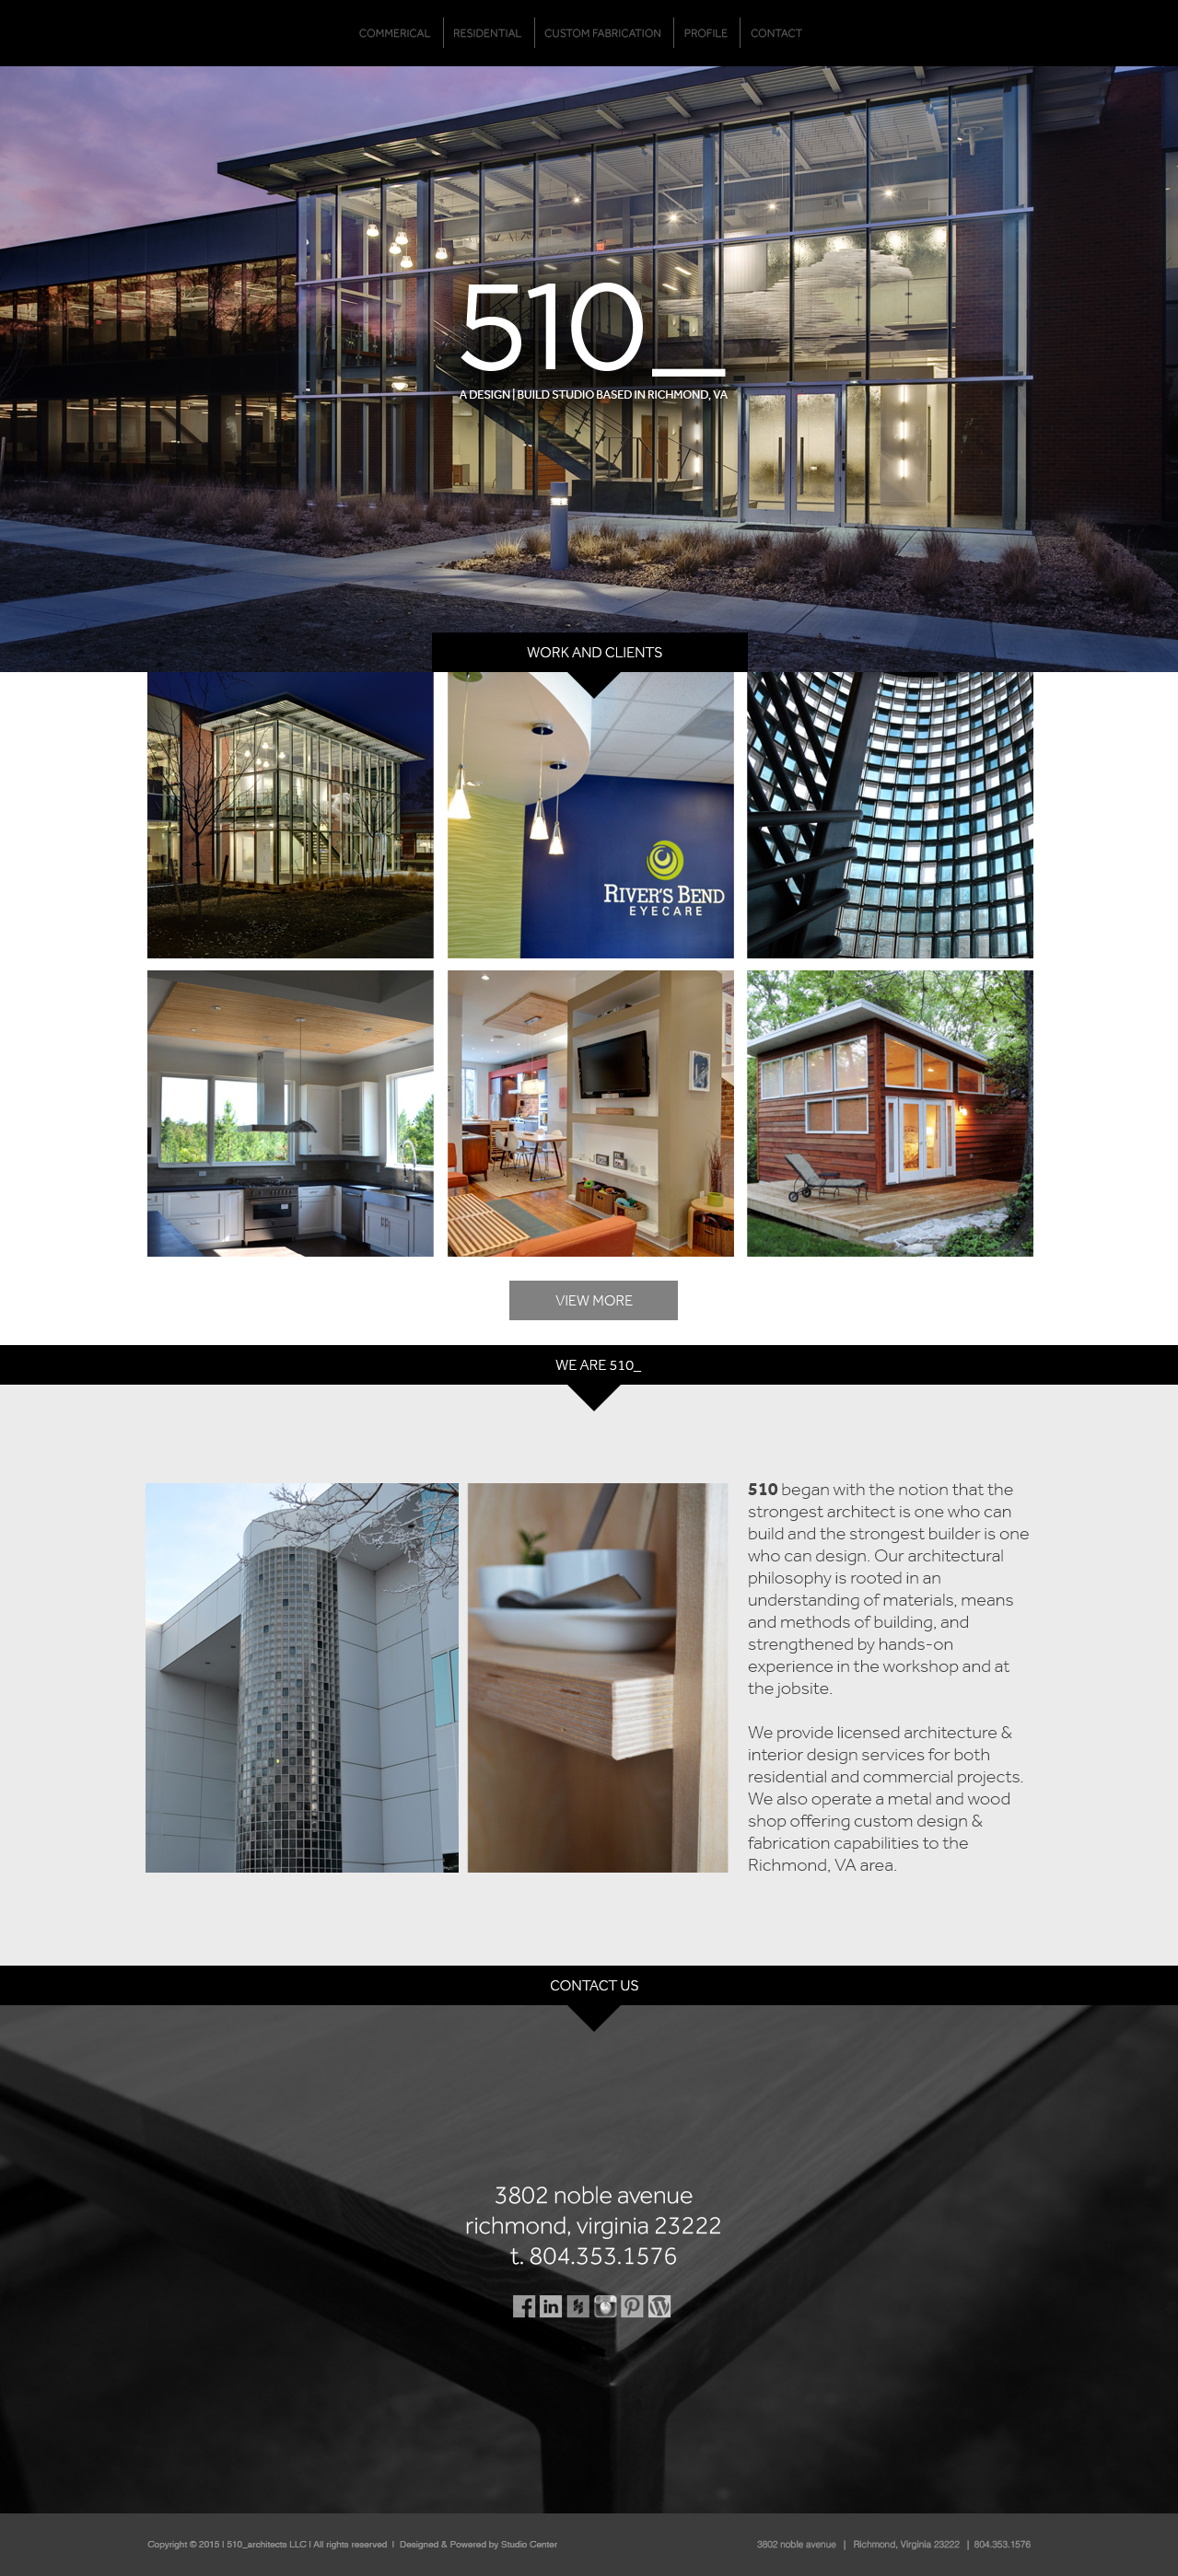 COMMERICAL RESIDENTIAL CUSTOM FABRICATION PROFILE CONTACT
510_
A DESIGN | BUILD STUDIO BASED IN RICHMOND, VA
WORK AND CLIENTS
RIVER'S BEND
EYECARE
VIEW MORE
WE ARE 510_
510 began with the notion that the
strongest architect is one who can
build and the strongest builder is one
who can design. Our architectural
philosophy is rooted in an
understanding of materials, means
and methods of building, and
strengthened by hands-on
experience in the workshop and at
the jobsite.
We provide licensed architecture &
interior design services for both
residential and commercial projects.
We also operate a metal and wood
shop offering custom design &
fabrication capabilities to the
Richmond, VA area.
CONTACT US
3802 noble avenue
richmond, virginia 23222
t. 804.353.1576
Copyright © 2015 | 510_architects LLC | All rights reserved | Designed & Powered by Studio Center
3802 noble avenue | Richmond, Virginia 23222 | 804.353.1576